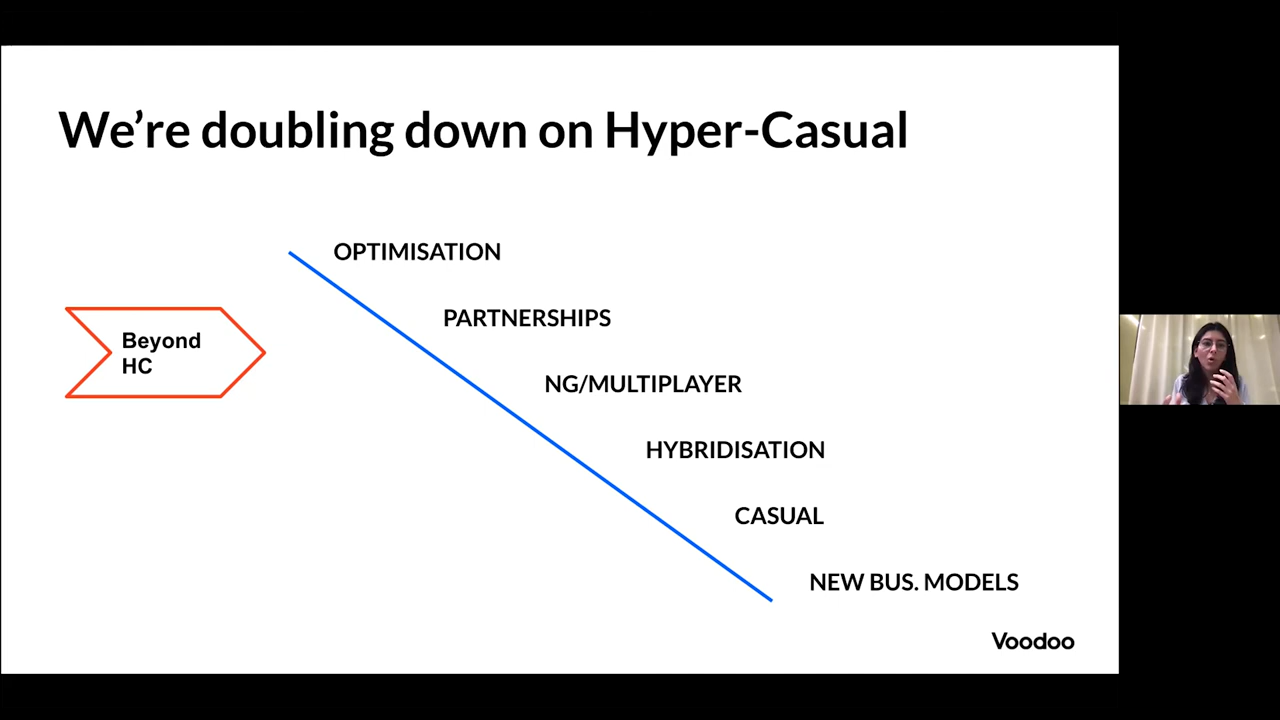 We're doubling down on Hyper-Casual
OPTIMISATION
PARTNERSHIPS
Beyond
HC
NG/MULTIPLAYER
HYBRIDISATION
CASUAL
NEW BUS. MODELS
Voodoo